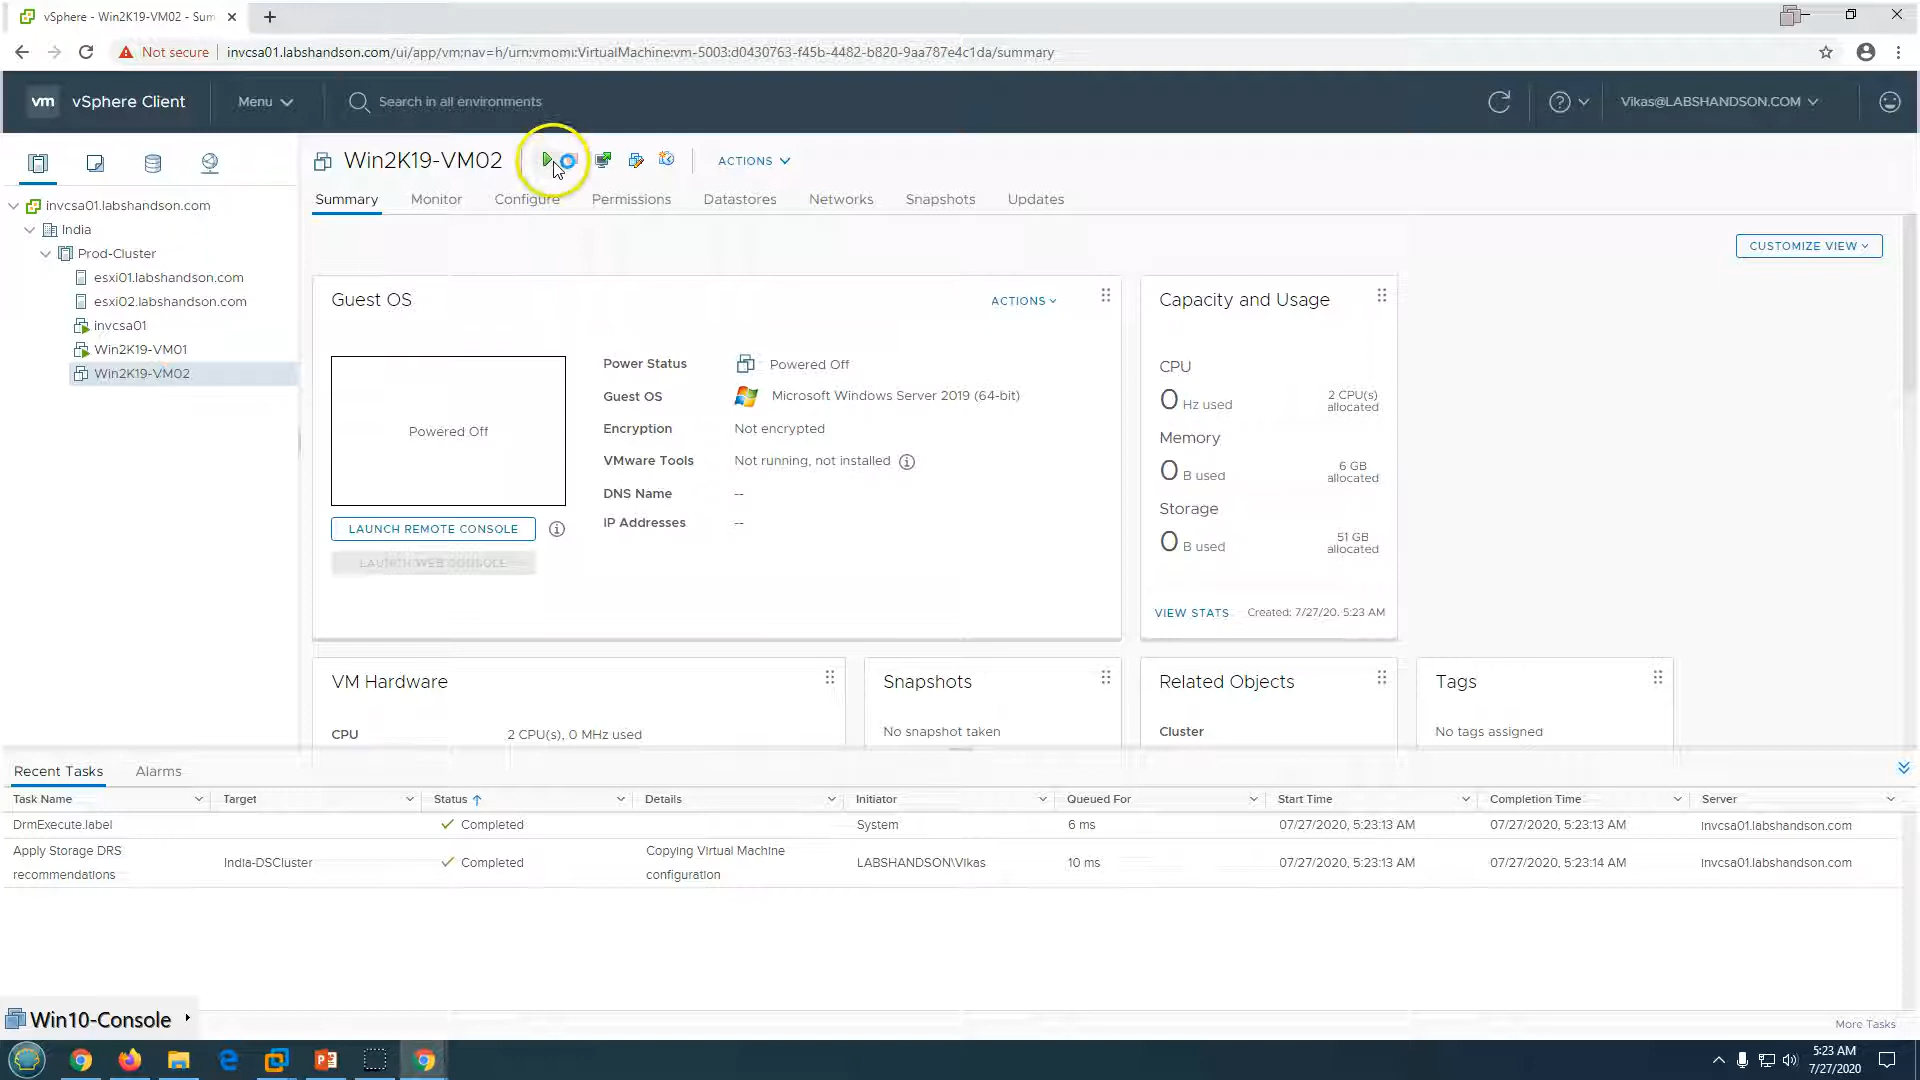 vSphere - Win2K19-VM02 - Sum
Not secure
invcsa01.labshandson.com/ui/app/vm;nav=h/urn:vmomi:VirtualMachine:vm-5003:d0430763-f45b-4482-b820-9aa787e4c1da/summary
vm vSphere Client
Menu
Search in all environments
Vikas@LABSHANDSON.COM
Win2K19-VM02
ACTIONS
Summary
Monitor
Configure
Permissions
Datastores
Networks
Snapshots
Updates
invcsa01.labshandson.com
India
Prod-Cluster
esxi01.labshandson.com
esxi02.labshandson.com
invcsa01
Win2K19-VM01
Win2K19-VM02
CUSTOMIZE VIEW
Guest OS
ACTIONS
Powered Off
LAUNCH REMOTE CONSOLE
LAUNCH WEB CONSOLE
Power Status
Powered Off
Guest OS
Microsoft Windows Server 2019 (64-bit)
Encryption
Not encrypted
VMware Tools
Not running, not installed
DNS Name
--
IP Addresses
--
Capacity and Usage
CPU
0 Hz used
2 CPU(s)
allocated
Memory
0 B used
6 GB
allocated
Storage
0 B used
51 GB
allocated
VIEW STATS
Created: 7/27/20, 5:23 AM
VM Hardware
CPU
2 CPU(s), 0 MHz used
Snapshots
No snapshot taken
Related Objects
Cluster
Tags
No tags assigned
Recent Tasks
Alarms
Task Name
Target
Status
Details
Initiator
Queued For
Start Time
Completion Time
Server
DrmExecute.label
Completed
System
6 ms
07/27/2020, 5:23:13 AM
07/27/2020, 5:23:13 AM
invcsa01.labshandson.com
Apply Storage DRS
recommendations
India-DSCluster
Completed
Copying Virtual Machine
configuration
LABSHANDSON\Vikas
10 ms
07/27/2020, 5:23:13 AM
07/27/2020, 5:23:14 AM
invcsa01.labshandson.com
Win10-Console
More Tasks
5:23 AM
7/27/2020